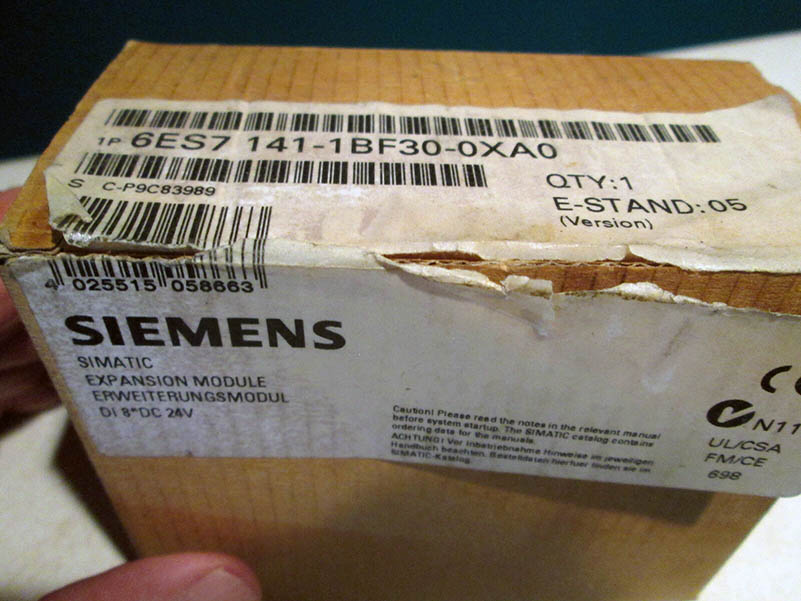 1P 6ES7 141-1BF30-0XA0
S C-P9C83989
QTY:1
E-STAND:05
(Version)
4 025515 058663
SIEMENS
SIMATIC
EXPANSION MODULE
ERWEITERUNGSMODUL
DI 8*DC 24V
Caution! Please read the notes in the relevant manual
before system startup. The SIMATIC catalog contains
ordering data for the manuals.
ACHTUNG! Vor Inbetriebnahme Hinweise im jeweiligen
Handbuch beachten. Bestelldaten hierfuer finden sie im
SIMATIC-Katalog.
CE
N11
UL/CSA
FM/CE
698